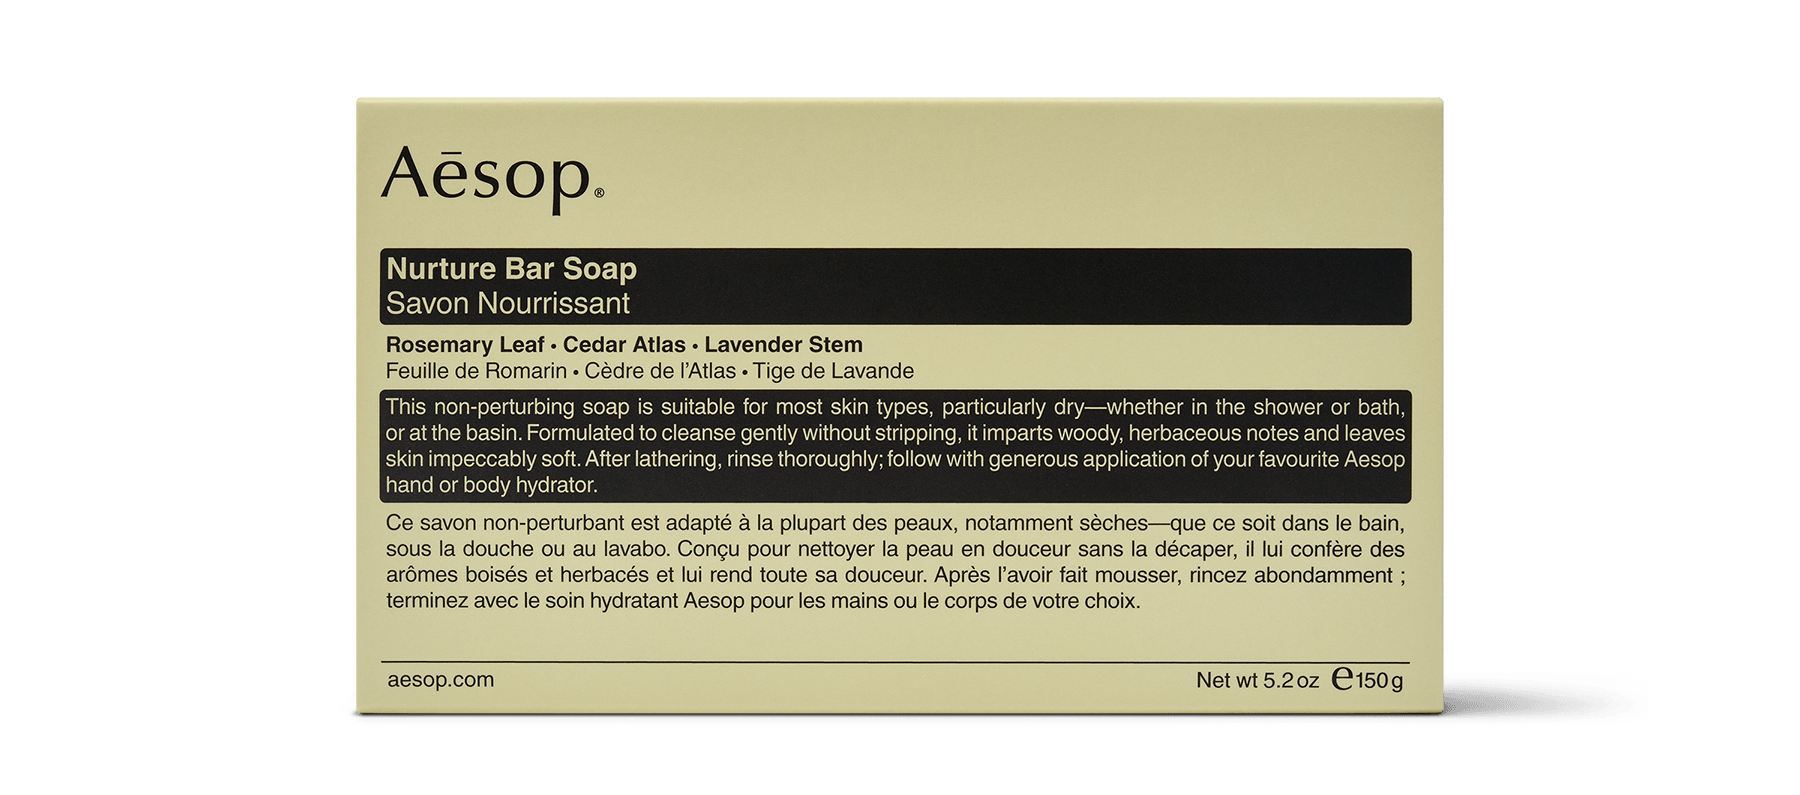 Aēsop®
Nurture Bar Soap
Savon Nourrissant
Rosemary Leaf • Cedar Atlas • Lavender Stem
Feuille de Romarin • Cèdre de l’Atlas • Tige de Lavande
This non-perturbing soap is suitable for most skin types, particularly dry—whether in the shower or bath,
or at the basin. Formulated to cleanse gently without stripping, it imparts woody, herbaceous notes and leaves
skin impeccably soft. After lathering, rinse thoroughly; follow with generous application of your favourite Aesop
hand or body hydrator.
Ce savon non-perturbant est adapté à la plupart des peaux, notamment sèches—que ce soit dans le bain,
sous la douche ou au lavabo. Conçu pour nettoyer la peau en douceur sans la décaper, il lui confère des
arômes boisés et herbacés et lui rend toute sa douceur. Après l’avoir fait mousser, rincez abondamment ;
terminez avec le soin hydratant Aesop pour les mains ou le corps de votre choix.
aesop.com
Net wt 5.2 oz ℮150 g